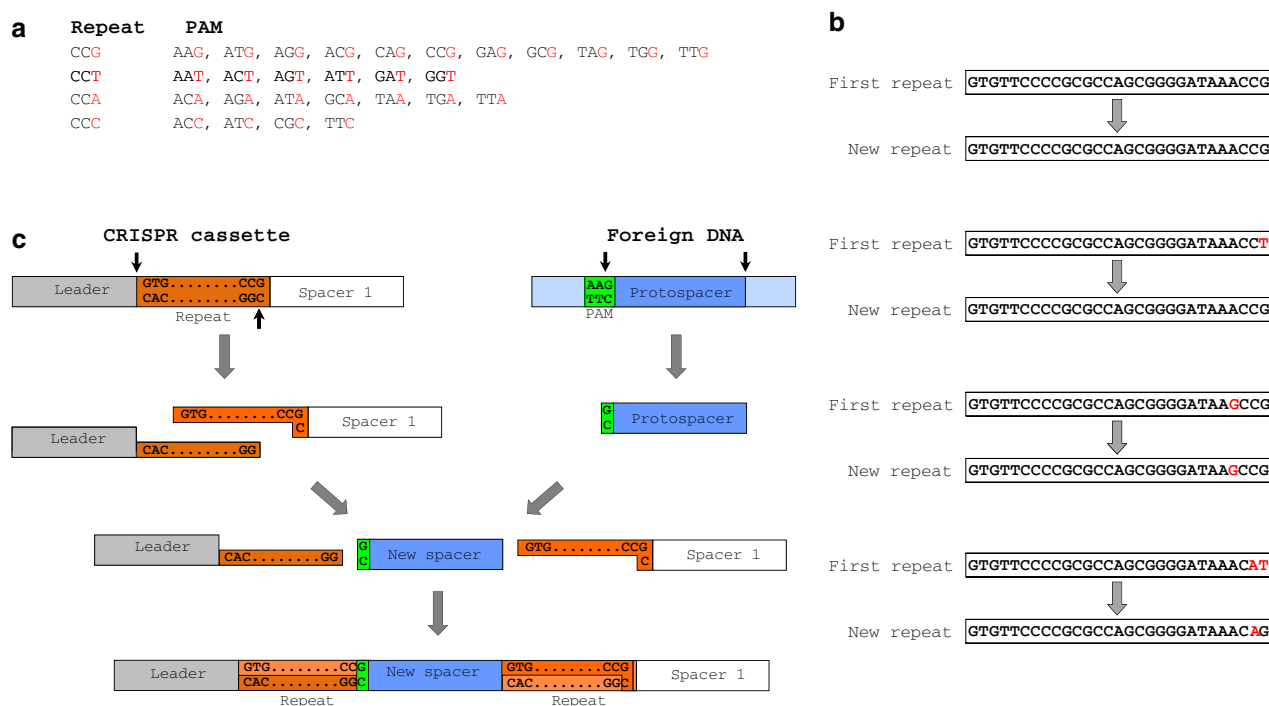 a
Repeat PAM
CCG AAG, ATG, AGG, ACG, CAG, CCG, GAG, GCG, TAG, TGG, TTG
CCT AAT, ACT, AGT, ATT, GAT, GGT
CCA ACA, AGA, ATA, GCA, TAA, TGA, TTA
CCC ACC, ATC, CGC, TTC
b
First repeat GTGTTCCCCGCGCCAGCGGGGATAAACCG
New repeat GTGTTCCCCGCGCCAGCGGGGATAAACCG
First repeat GTGTTCCCCGCGCCAGCGGGGATAAACCT
New repeat GTGTTCCCCGCGCCAGCGGGGATAAACCG
First repeat GTGTTCCCCGCGCCAGCGGGGATAAGCCG
New repeat GTGTTCCCCGCGCCAGCGGGGATAAGCCG
First repeat GTGTTCCCCGCGCCAGCGGGGATAAACAT
New repeat GTGTTCCCCGCGCCAGCGGGGATAAACAG
c
CRISPR cassette
Leader
GTG........CCG
CAC........GGC
Spacer 1
Repeat
Foreign DNA
AAG
TTC
Protospacer
PAM
GTG........CCG
C
Spacer 1
Leader
CAC........GG
G
C
Protospacer
Leader
CAC........GG
G
C
New spacer
GTG........CCG
C
Spacer 1
Leader
GTG........CCG
CAC........GGC
New spacer
GTG........CCG
CAC........GGC
Spacer 1
Repeat
Repeat